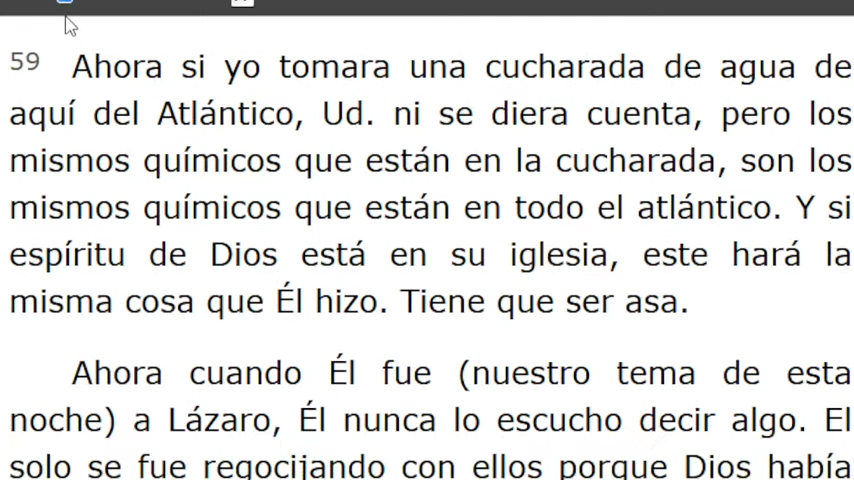 59 Ahora si yo tomara una cucharada de agua de
aquí del Atlántico, Ud. ni se diera cuenta, pero los
mismos químicos que están en la cucharada, son los
mismos químicos que están en todo el atlántico. Y si
espíritu de Dios está en su iglesia, este hará la
misma cosa que Él hizo. Tiene que ser asa.
Ahora cuando Él fue (nuestro tema de esta
noche) a Lázaro, Él nunca lo escucho decir algo. El
solo se fue regocijando con ellos porque Dios había